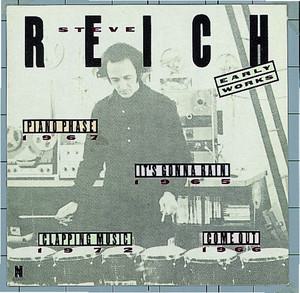 STEVE
REICH
EARLY
WORKS
PIANO PHASE
1967
IT'S GONNA RAIN
1965
CLAPPING MUSIC
1972
COME OUT
1966
N